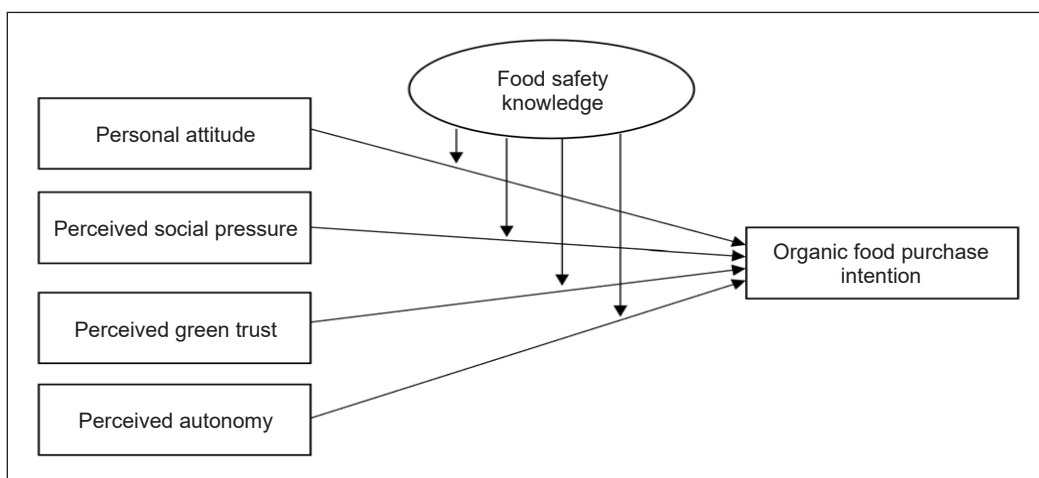 Food safety
knowledge
Personal attitude
Perceived social pressure
Organic food purchase
intention
Perceived green trust
Perceived autonomy